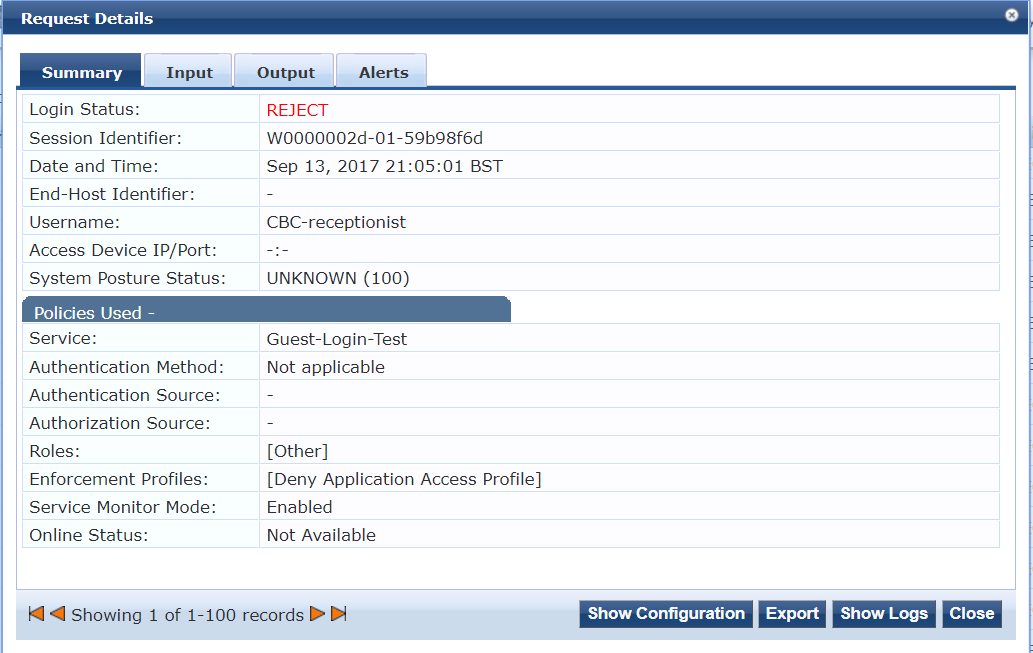 Request Details
Summary Input Output Alerts
Login Status: REJECT
Session Identifier: W0000002d-01-59b98f6d
Date and Time: Sep 13, 2017 21:05:01 BST
End-Host Identifier: -
Username: CBC-receptionist
Access Device IP/Port: -:-
System Posture Status: UNKNOWN (100)
Policies Used -
Service: Guest-Login-Test
Authentication Method: Not applicable
Authentication Source: -
Authorization Source: -
Roles: [Other]
Enforcement Profiles: [Deny Application Access Profile]
Service Monitor Mode: Enabled
Online Status: Not Available
Showing 1 of 1-100 records Show Configuration Export Show Logs Close